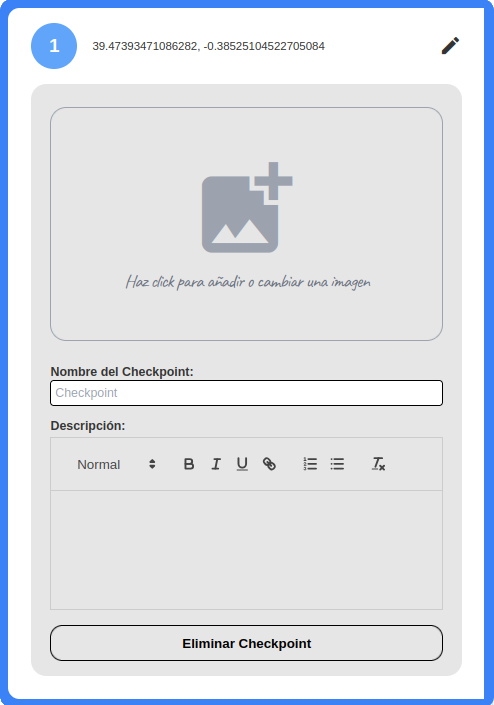 1
39.47393471086282, -0.38525104522705084
Haz click para añadir o cambiar una imagen
Nombre del Checkpoint:
Checkpoint
Descripción:
Normal B I U
Eliminar Checkpoint